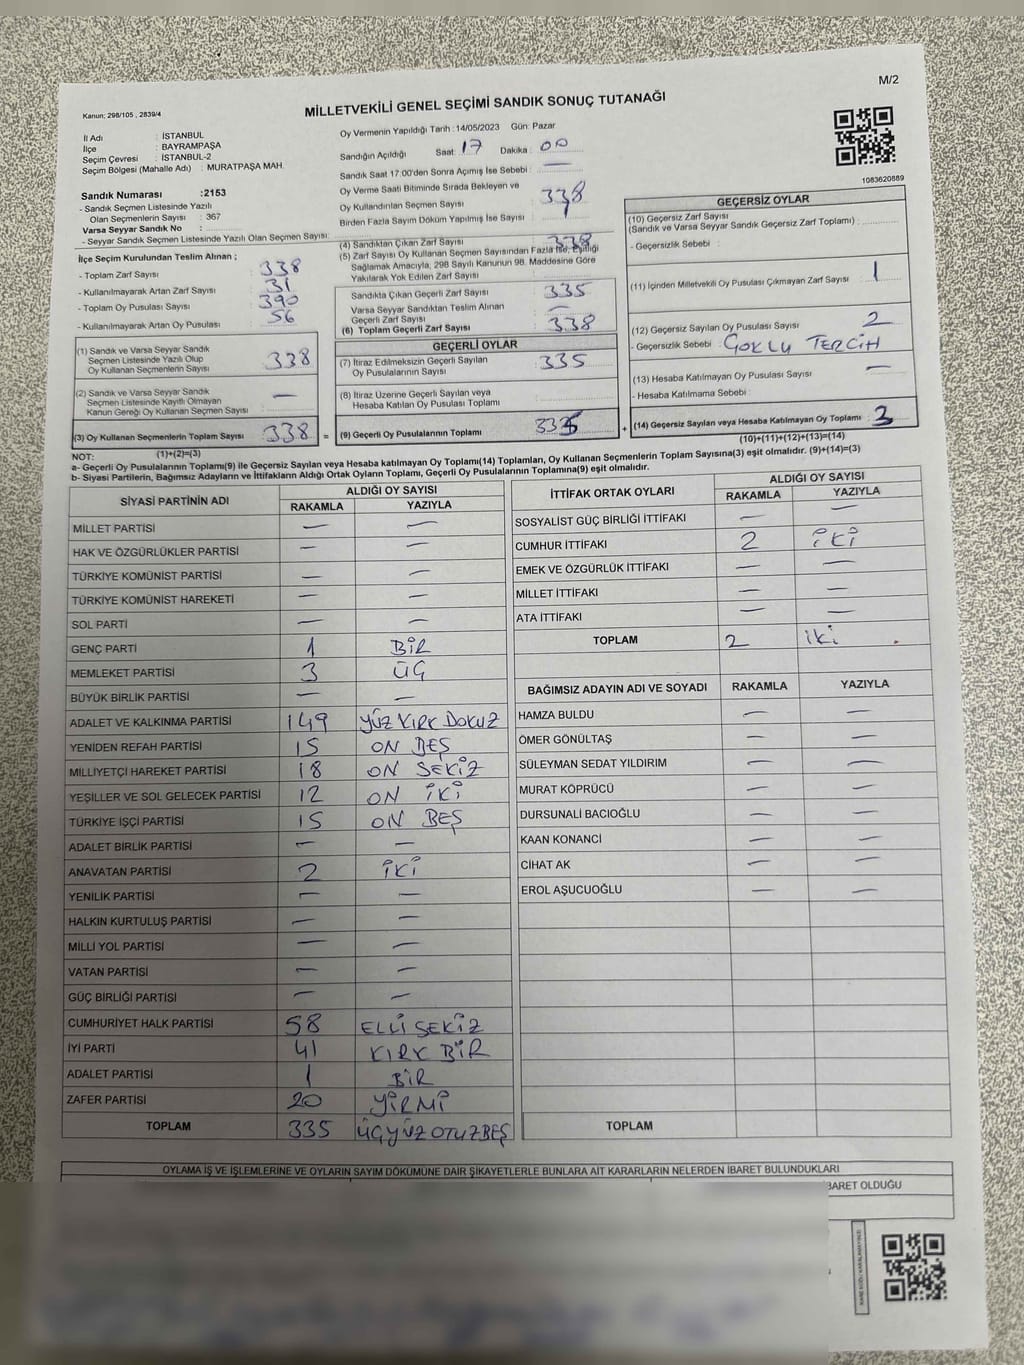 M/2
Kanun: 298/105 , 2839/4
MİLLETVEKİLİ GENEL SEÇİMİ SANDIK SONUÇ TUTANAĞI
İl Adı : İSTANBUL
İlçe : BAYRAMPAŞA
Seçim Çevresi : İSTANBUL-2
Seçim Bölgesi (Mahalle Adı) : MURATPAŞA MAH.
Sandık Numarası :2153
- Sandık Seçmen Listesinde Yazılı
Olan Seçmenlerin Sayısı : 367
Varsa Seyyar Sandık No :
- Seyyar Sandık Seçmen Listesinde Yazılı Olan Seçmen Sayısı:
Oy Vermenin Yapıldığı Tarih : 14/05/2023 Gün: Pazar
Sandığın Açıldığı Saat: 17 Dakika : 00
Sandık Saat 17:00'den Sonra Açımış İse Sebebi : —
Oy Verme Saati Bitiminde Sırada Bekleyen ve
Oy Kullandırılan Seçmen Sayısı : 338
Birden Fazla Sayım Döküm Yapılmış İse Sayısı : 1
1083620889
İlçe Seçim Kurulundan Teslim Alınan ;
- Toplam Zarf Sayısı : 338
- Kullanılmayarak Artan Zarf Sayısı : 31
- Toplam Oy Pusulası Sayısı : 390
- Kullanılmayarak Artan Oy Pusulası : 56
(1) Sandık ve Varsa Seyyar Sandık
Seçmen Listesinde Yazılı Olup
Oy Kullanan Seçmenlerin Sayısı : 338
(2) Sandık ve Varsa Seyyar Sandık
Seçmen Listesinde Kayıtlı Olmayan
Kanun Gereği Oy Kullanan Seçmen Sayısı : —
(3) Oy Kullanan Seçmenlerin Toplam Sayısı : 338
(1)+(2)=(3)
(4) Sandıktan Çıkan Zarf Sayısı : 338
(5) Zarf Sayısı Oy Kullanan Seçmen Sayısından Fazla İse, Eşitliği
Sağlamak Amacıyla, 298 Sayılı Kanunun 98. Maddesine Göre
Yakılarak Yok Edilen Zarf Sayısı :
Sandıkta Çıkan Geçerli Zarf Sayısı : 335
Varsa Seyyar Sandıktan Teslim Alınan
Geçerli Zarf Sayısı : —
(6) Toplam Geçerli Zarf Sayısı : 338
GEÇERLİ OYLAR
(7) İtiraz Edilmeksizin Geçerli Sayılan
Oy Pusulalarının Sayısı : 335
(8) İtiraz Üzerine Geçerli Sayılan veya
Hesaba Katılan Oy Pusulası Toplamı :
= (9) Geçerli Oy Pusulalarının Toplamı : 335 +
GEÇERSİZ OYLAR
(10) Geçersiz Zarf Sayısı
(Sandık ve Varsa Seyyar Sandık Geçersiz Zarf Toplamı) :
- Geçersizlik Sebebi :
(11) İçinden Milletvekili Oy Pusulası Çıkmayan Zarf Sayısı : 1
(12) Geçersiz Sayılan Oy Pusulası Sayısı : 2
- Geçersizlik Sebebi : ÇOKLU TERCİH
(13) Hesaba Katılmayan Oy Pusulası Sayısı : —
- Hesaba Katılmama Sebebi :
(14) Geçersiz Sayılan veya Hesaba Katılmayan Oy Toplamı : 3
(10)+(11)+(12)+(13)=(14)
NOT:
a- Geçerli Oy Pusulalarının Toplamı(9) ile Geçersiz Sayılan veya Hesaba katılmayan Oy Toplamı(14) Toplamları, Oy Kullanan Seçmenlerin Toplam Sayısına(3) eşit olmalıdır. (9)+(14)=(3)
b- Siyasi Partilerin, Bağımsız Adayların ve İttifakların Aldığı Ortak Oyların Toplamı, Geçerli Oy Pusulalarının Toplamına(9) eşit olmalıdır.
SİYASİ PARTİNİN ADI ALDIĞI OY SAYISI
RAKAMLA YAZIYLA
MİLLET PARTİSİ — —
HAK VE ÖZGÜRLÜKLER PARTİSİ — —
TÜRKİYE KOMÜNİST PARTİSİ — —
TÜRKİYE KOMÜNİST HAREKETİ — —
SOL PARTİ — —
GENÇ PARTİ 1 BİR
MEMLEKET PARTİSİ 3 ÜÇ
BÜYÜK BİRLİK PARTİSİ — —
ADALET VE KALKINMA PARTİSİ 149 YÜZ KIRK DOKUZ
YENİDEN REFAH PARTİSİ 15 ON BEŞ
MİLLİYETÇİ HAREKET PARTİSİ 18 ON SEKİZ
YEŞİLLER VE SOL GELECEK PARTİSİ 12 ON İKİ
TÜRKİYE İŞÇİ PARTİSİ 15 ON BEŞ
ADALET BİRLİK PARTİSİ — —
ANAVATAN PARTİSİ 2 İKİ
YENİLİK PARTİSİ — —
HALKIN KURTULUŞ PARTİSİ — —
MİLLİ YOL PARTİSİ — —
VATAN PARTİSİ — —
GÜÇ BİRLİĞİ PARTİSİ — —
CUMHURİYET HALK PARTİSİ 58 ELLİ SEKİZ
İYİ PARTİ 41 KIRK BİR
ADALET PARTİSİ 1 BİR
ZAFER PARTİSİ 20 YİRMİ
TOPLAM 335 ÜÇYÜZ OTUZBEŞ
İTTİFAK ORTAK OYLARI ALDIĞI OY SAYISI
RAKAMLA YAZIYLA
SOSYALİST GÜÇ BİRLİĞİ İTTİFAKI — —
CUMHUR İTTİFAKI 2 İKİ
EMEK VE ÖZGÜRLÜK İTTİFAKI — —
MİLLET İTTİFAKI — —
ATA İTTİFAKI — —
TOPLAM 2 İKİ
BAĞIMSIZ ADAYIN ADI VE SOYADI RAKAMLA YAZIYLA
HAMZA BULDU — —
ÖMER GÖNÜLTAŞ — —
SÜLEYMAN SEDAT YILDIRIM — —
MURAT KÖPRÜCÜ — —
DURSUNALİ BACIOĞLU — —
KAAN KONANCİ — —
CİHAT AK — —
EROL AŞUCUOĞLU — —
TOPLAM
OYLAMA İŞ VE İŞLEMLERİNE VE OYLARIN SAYIM DÖKÜMÜNE DAİR ŞİKAYETLERLE BUNLARA AİT KARARLARIN NELERDEN İBARET BULUNDUKLARI
BARET OLDUĞU